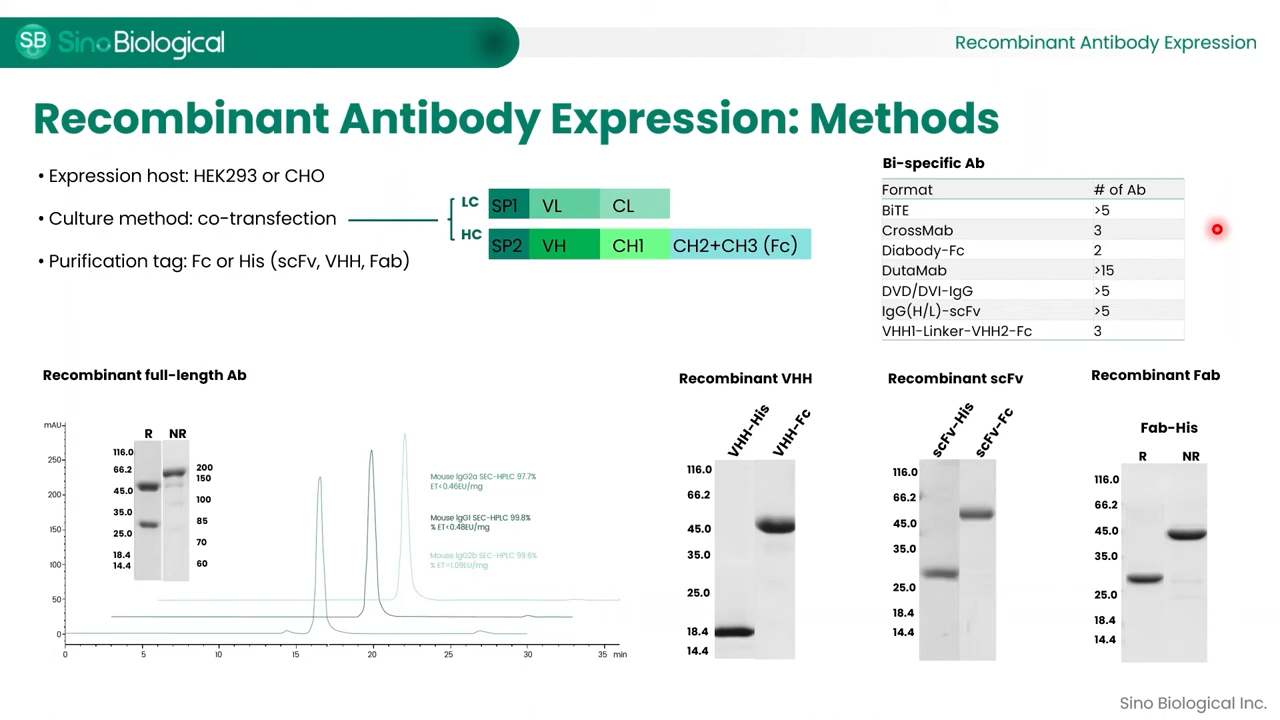 SB SinoBiological
Recombinant Antibody Expression
Recombinant Antibody Expression: Methods
• Expression host: HEK293 or CHO
• Culture method: co-transfection
• Purification tag: Fc or His (scFv, VHH, Fab)
LC
SP1 VL CL
HC
SP2 VH CH1 CH2+CH3 (Fc)
Bi-specific Ab
Format # of Ab
BiTE >5
CrossMab 3
Diabody-Fc 2
DutaMab >15
DVD/DVI-IgG >5
IgG(H/L)-scFv >5
VHH1-Linker-VHH2-Fc 3
Recombinant full-length Ab
mAU
250
200
150
100
50
0
0 5 10 15 20 25 30 35 min
R NR
116.0
66.2
45.0
35.0
25.0
18.4
14.4
200
150
100
85
70
60
Mouse IgG2a SEC-HPLC 97.7%
ET<0.46EU/mg
Mouse IgG1 SEC-HPLC 99.8%
% ET<0.48EU/mg
Mouse IgG2b SEC-HPLC 99.6%
% ET=1.09EU/mg
Recombinant VHH
VHH-His
VHH-Fc
116.0
66.2
45.0
35.0
25.0
18.4
14.4
Recombinant scFv
scFv-His
scFv-Fc
116.0
66.2
45.0
35.0
25.0
18.4
14.4
Recombinant Fab
Fab-His
R NR
116.0
66.2
45.0
35.0
25.0
18.4
14.4
Sino Biological Inc.